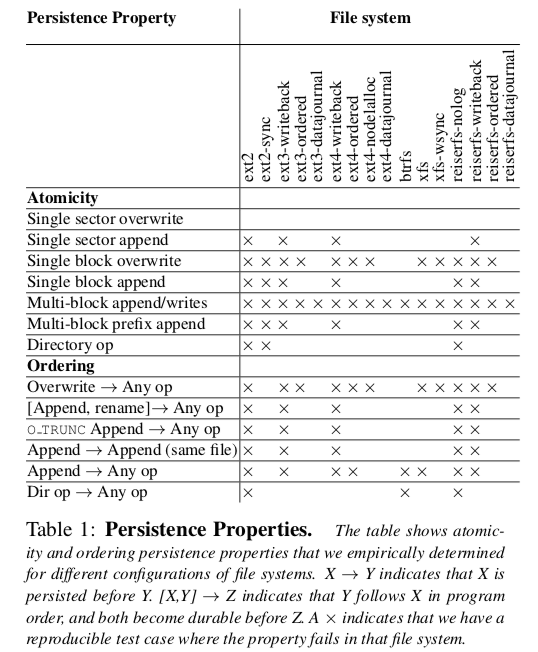 Persistence Property File system
ext2
ext2-sync
ext3-writeback
ext3-ordered
ext3-datajournal
ext4-writeback
ext4-ordered
ext4-nodelalloc
ext4-datajournal
btrfs
xfs
xfs-wsync
reiserfs-nolog
reiserfs-writeback
reiserfs-ordered
reiserfs-datajournal
Atomicity
Single sector overwrite
Single sector append × × × ×
Single block overwrite × × × × × × × × × × × ×
Single block append × × × × × ×
Multi-block append/writes × × × × × × × × × × × × × × × ×
Multi-block prefix append × × × × × ×
Directory op × × ×
Ordering
Overwrite → Any op × × × × × × × × × × ×
[Append, rename]→ Any op × × × × ×
O_TRUNC Append → Any op × × × × ×
Append → Append (same file) × × × × ×
Append → Any op × × × × × × × ×
Dir op → Any op × × ×
Table 1: Persistence Properties. The table shows atomic-
ity and ordering persistence properties that we empirically determined
for different configurations of file systems. X → Y indicates that X is
persisted before Y. [X,Y] → Z indicates that Y follows X in program
order, and both become durable before Z. A × indicates that we have a
reproducible test case where the property fails in that file system.